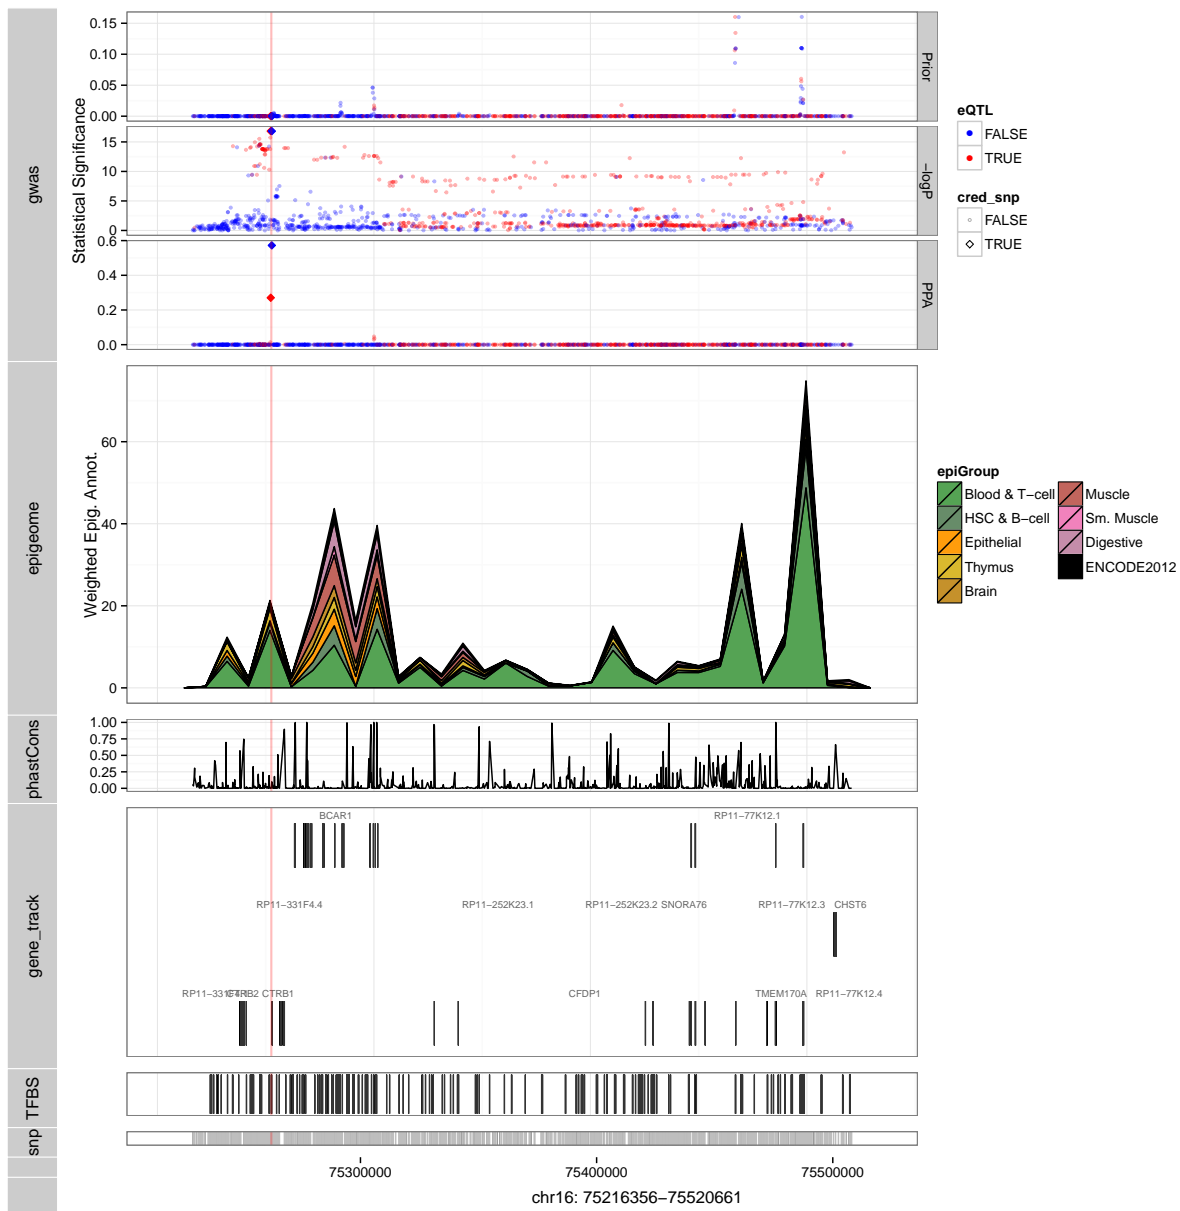 gwas
Statistical Significance
0.15
0.10
0.05
0.00
Prior
15
10
5
0
−logP
0.6
0.4
0.2
0.0
PPA
eQTL
FALSE
TRUE
cred_snp
FALSE
TRUE
epigeome
Weighted Epig. Annot.
60
40
20
0
epiGroup
Blood & T−cell
HSC & B−cell
Epithelial
Thymus
Brain
Muscle
Sm. Muscle
Digestive
ENCODE2012
phastCons
1.00
0.75
0.50
0.25
0.00
gene_track
BCAR1
RP11−77K12.1
RP11−331F4.4
RP11−252K23.1
RP11−252K23.2
SNORA76
RP11−77K12.3
CHST6
CTRB1
CFDP1
TMEM170A
RP11−77K12.4
TFBS
snp
75300000
75400000
75500000
chr16: 75216356−75520661